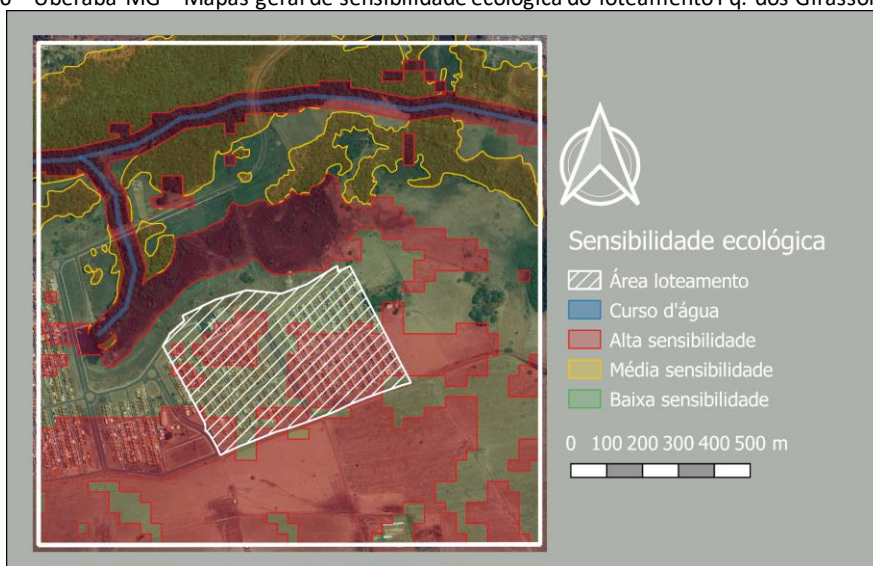 Uberaba-MG – Mapas geral de sensibilidade ecológica do loteamento Pq. dos Girassói
Sensibilidade ecológica
Área loteamento
Curso d'água
Alta sensibilidade
Média sensibilidade
Baixa sensibilidade
0 100 200 300 400 500 m